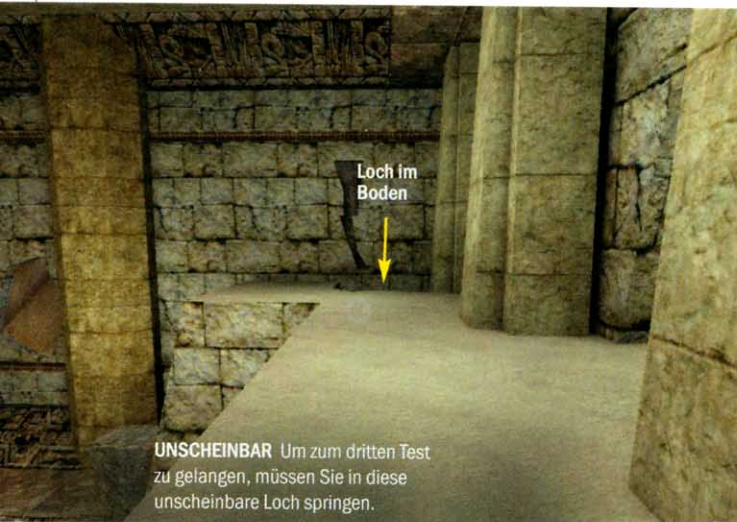 Loch im
Boden
UNSCHEINBAR Um zum dritten Test
zu gelangen, müssen Sie in diese
unscheinbare Loch springen.